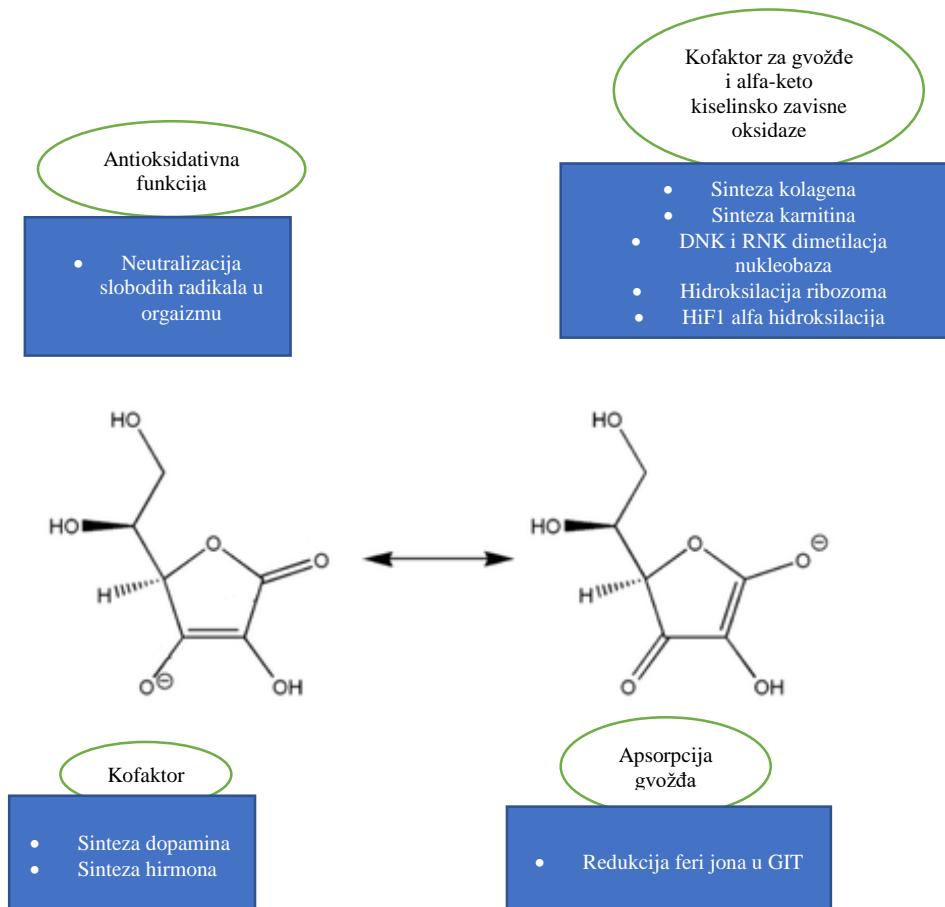 Antioksidativna
funkcija
• Neutralizacija
slobodih radikala u
orgaizmu
Kofaktor za gvožđe
i alfa-keto
kiselinsko zavisne
oksidaze
• Sinteza kolagena
• Sinteza karnitina
• DNK i RNK dimetilacja
nukleobaza
• Hidroksilacija ribozoma
• HiF1 alfa hidroksilacija
HO
HO
O
O
H
O⊖
OH
HO
HO
O
⊖
O
H
O
OH
Kofaktor
• Sinteza dopamina
• Sinteza hirmona
Apsorpcija
gvožđa
• Redukcija feri jona u GIT